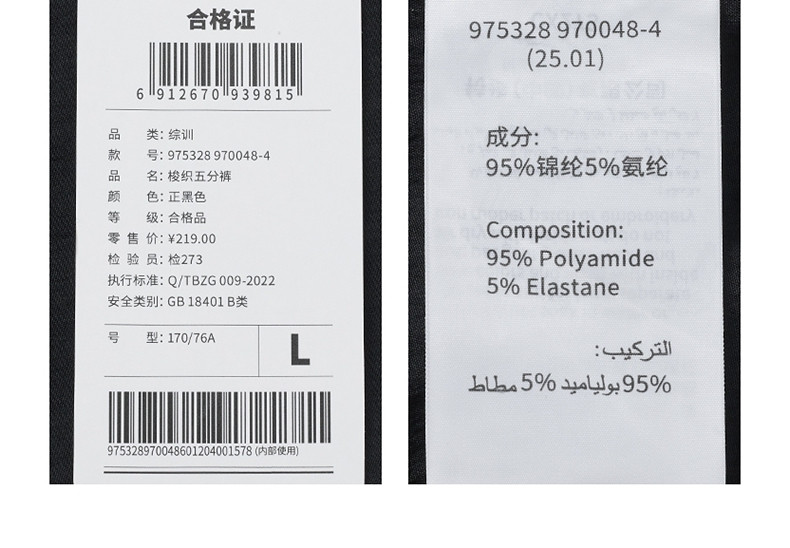 合格证
6 912670 939815
品 类: 综训
款 号: 975328 970048-4
品 名: 梭织五分裤
颜 色: 正黑色
等 级: 合格品
零 售 价: ¥219.00
检 验 员: 检273
执行标准: Q/TBZG 009-2022
安全类别: GB 18401 B类
号 型: 170/76A
L
975328970048601204001578 (内部使用)
975328 970048-4
(25.01)
成分:
95%锦纶5%氨纶
Composition:
95% Polyamide
5% Elastane
التركيب:
95% بولياميد 5% مطاط